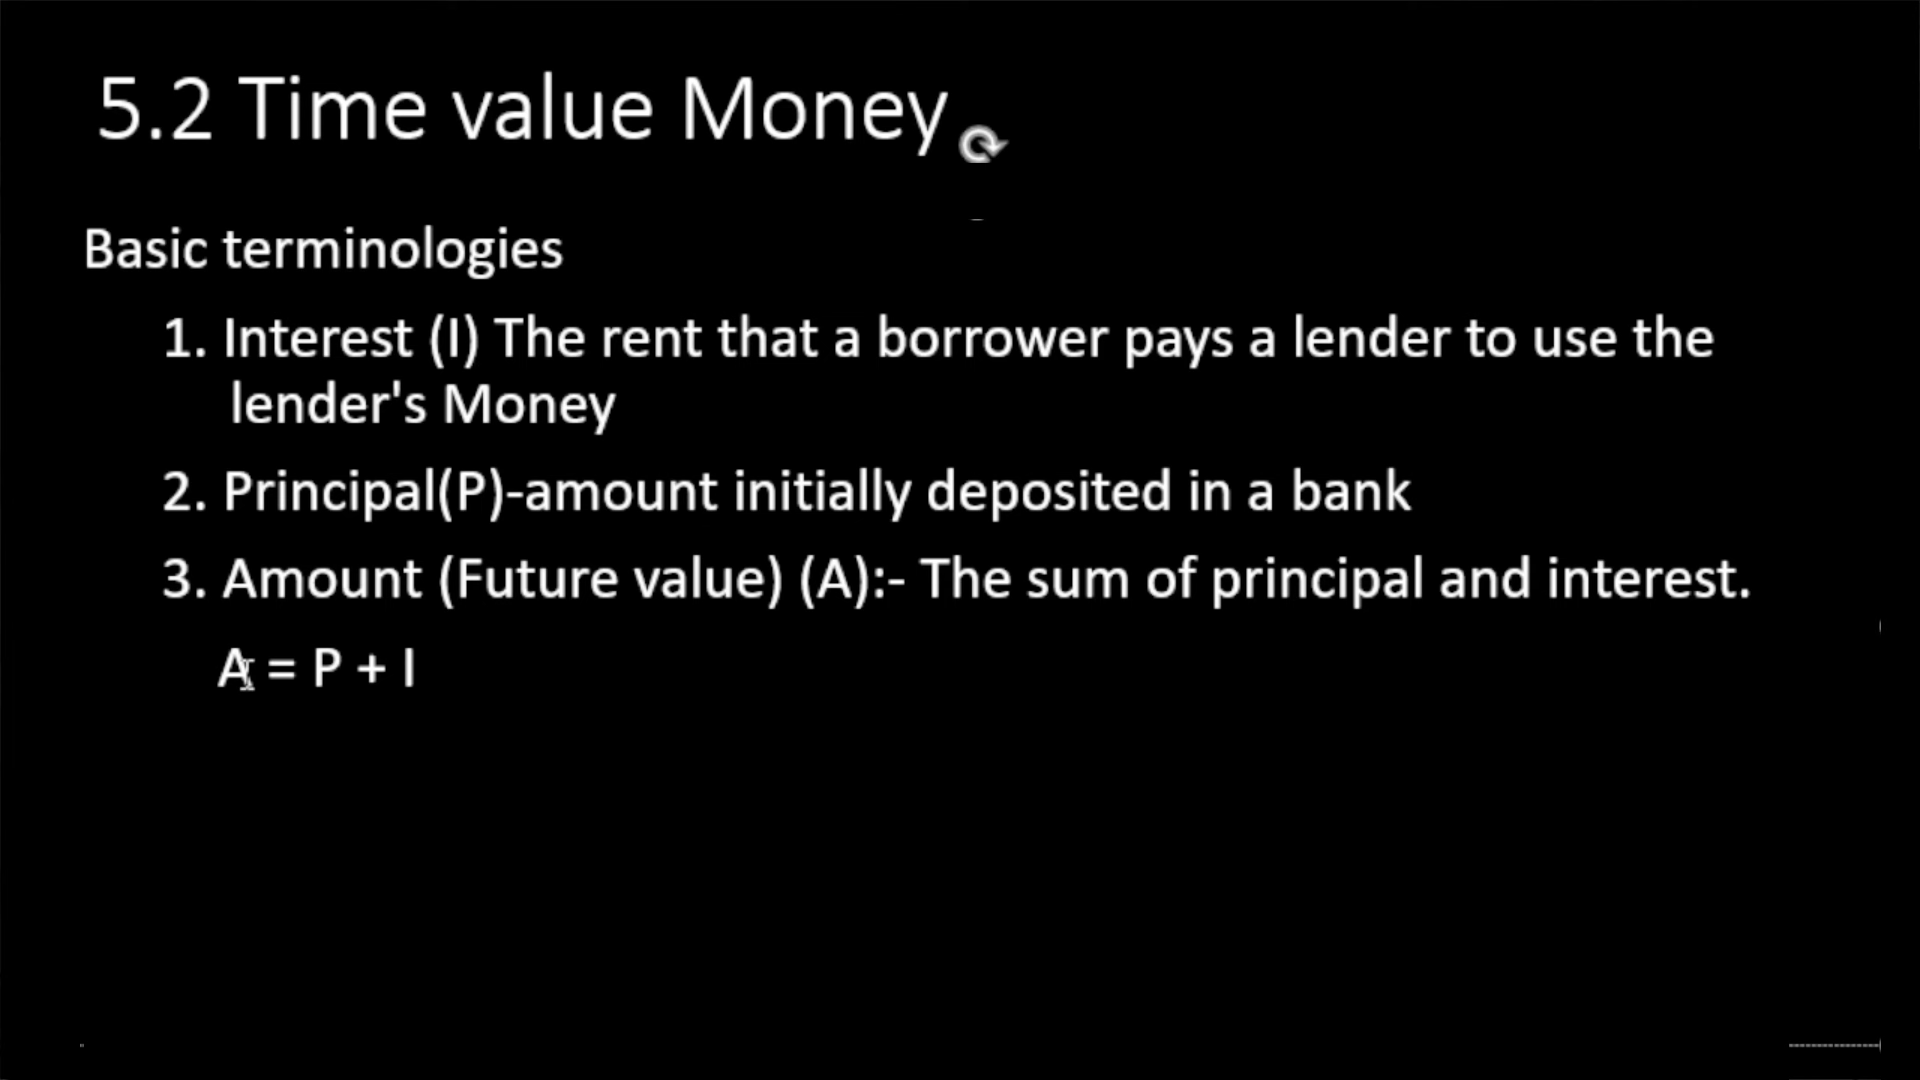 5.2 Time value Money
Basic terminologies
1. Interest (I) The rent that a borrower pays a lender to use the
lender's Money
2. Principal(P)-amount initially deposited in a bank
3. Amount (Future value) (A):- The sum of principal and interest.
A = P + I